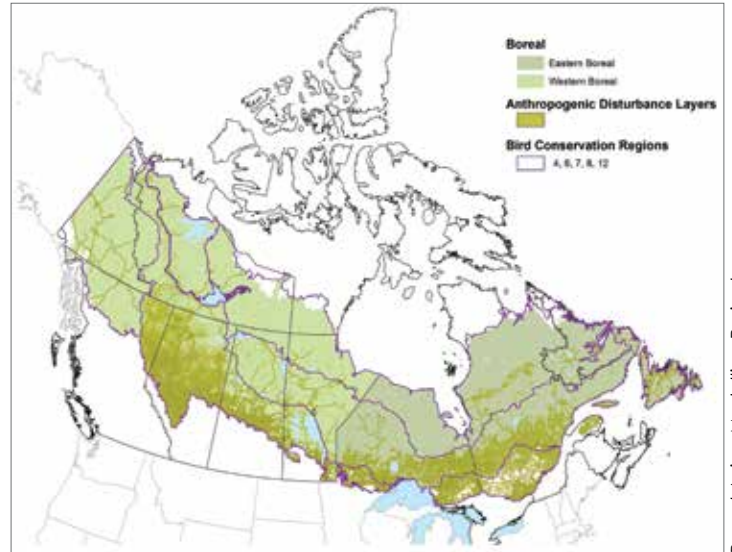 Boreal
Eastern Boreal
Western Boreal
Anthropogenic Disturbance Layers
Bird Conservation Regions
4, 6, 7, 8, 12